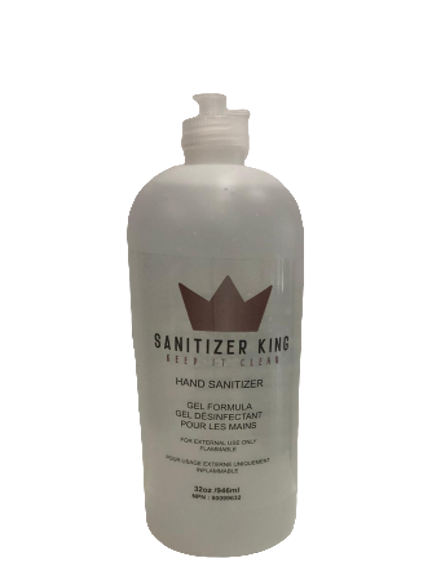 SANITIZER KING
KEEP IT CLEAN
HAND SANITIZER
GEL FORMULA
GEL DÉSINFECTANT
POUR LES MAINS
FOR EXTERNAL USE ONLY
FLAMMABLE
POUR USAGE EXTERNE UNIQUEMENT
INFLAMMABLE
32oz /946ml
NPN :